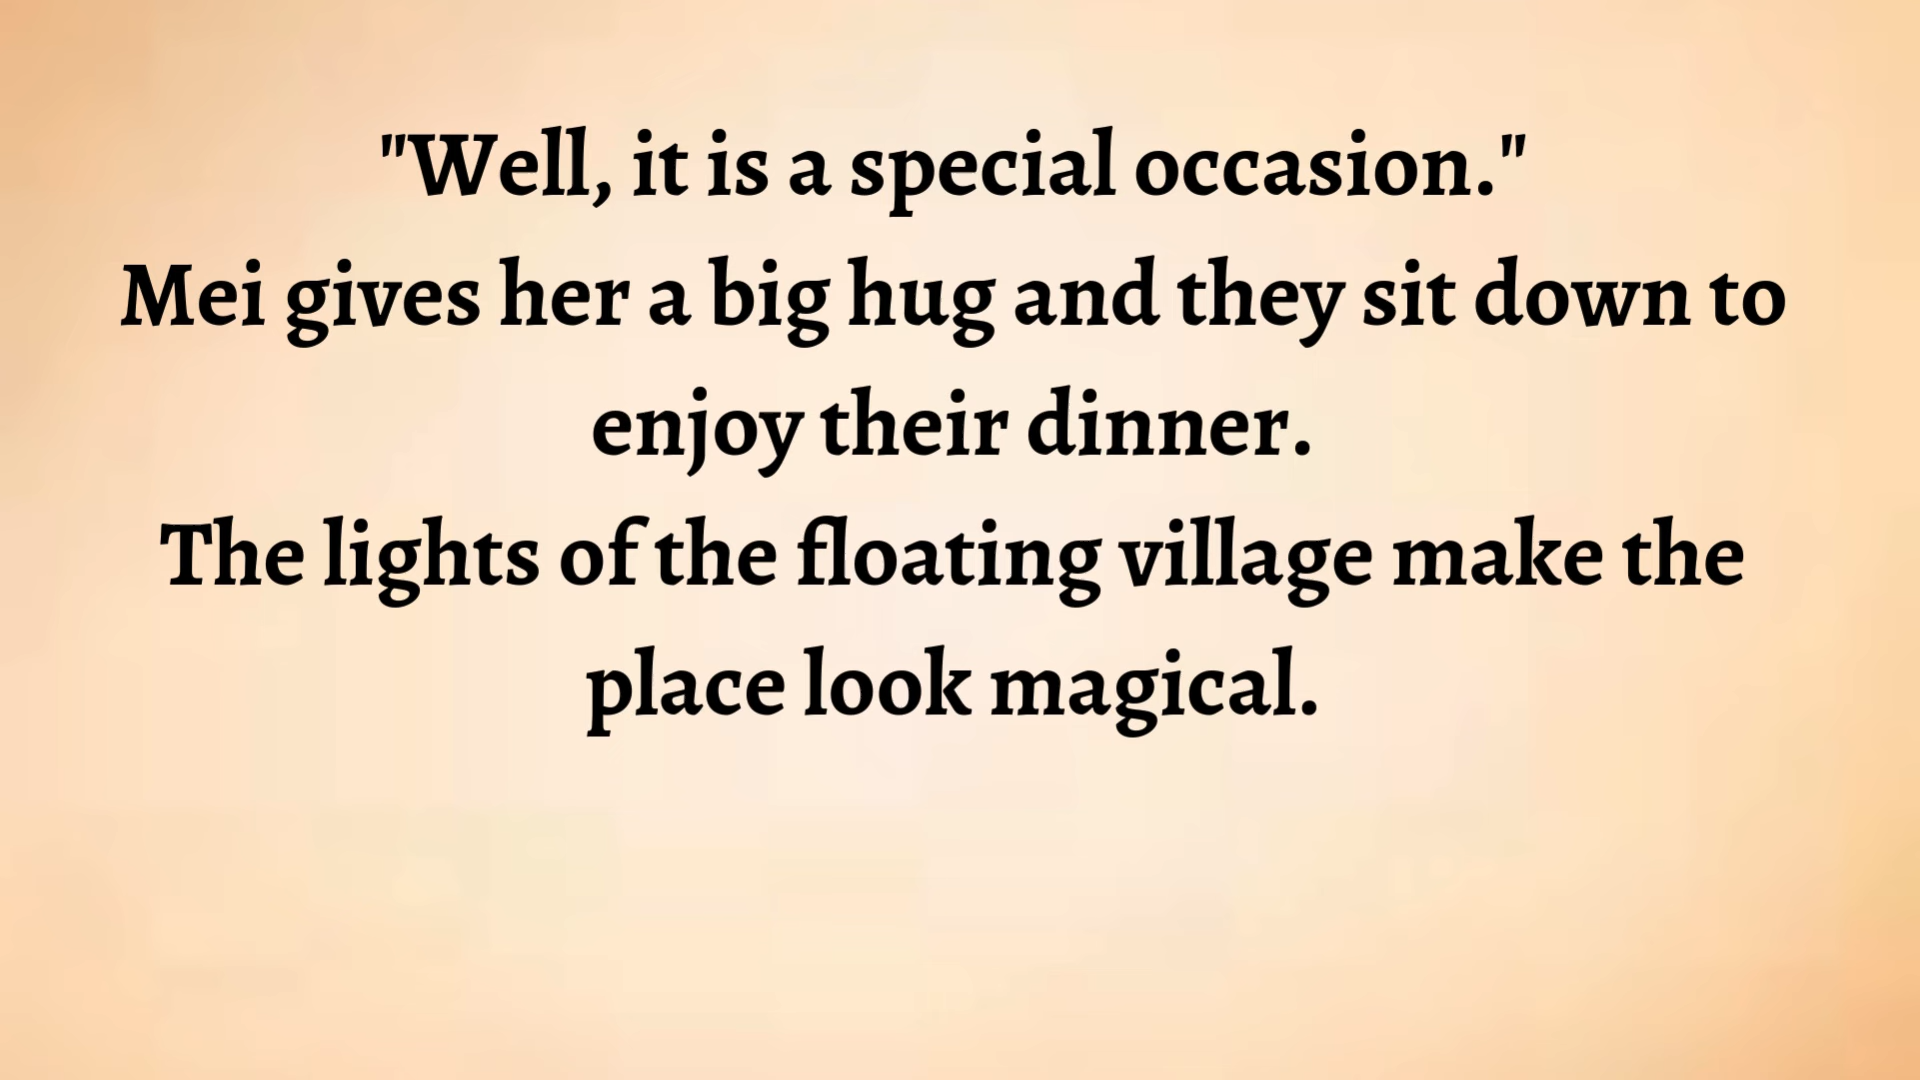 "Well, it is a special occasion."
Mei gives her a big hug and they sit down to
enjoy their dinner.
The lights of the floating village make the
place look magical.